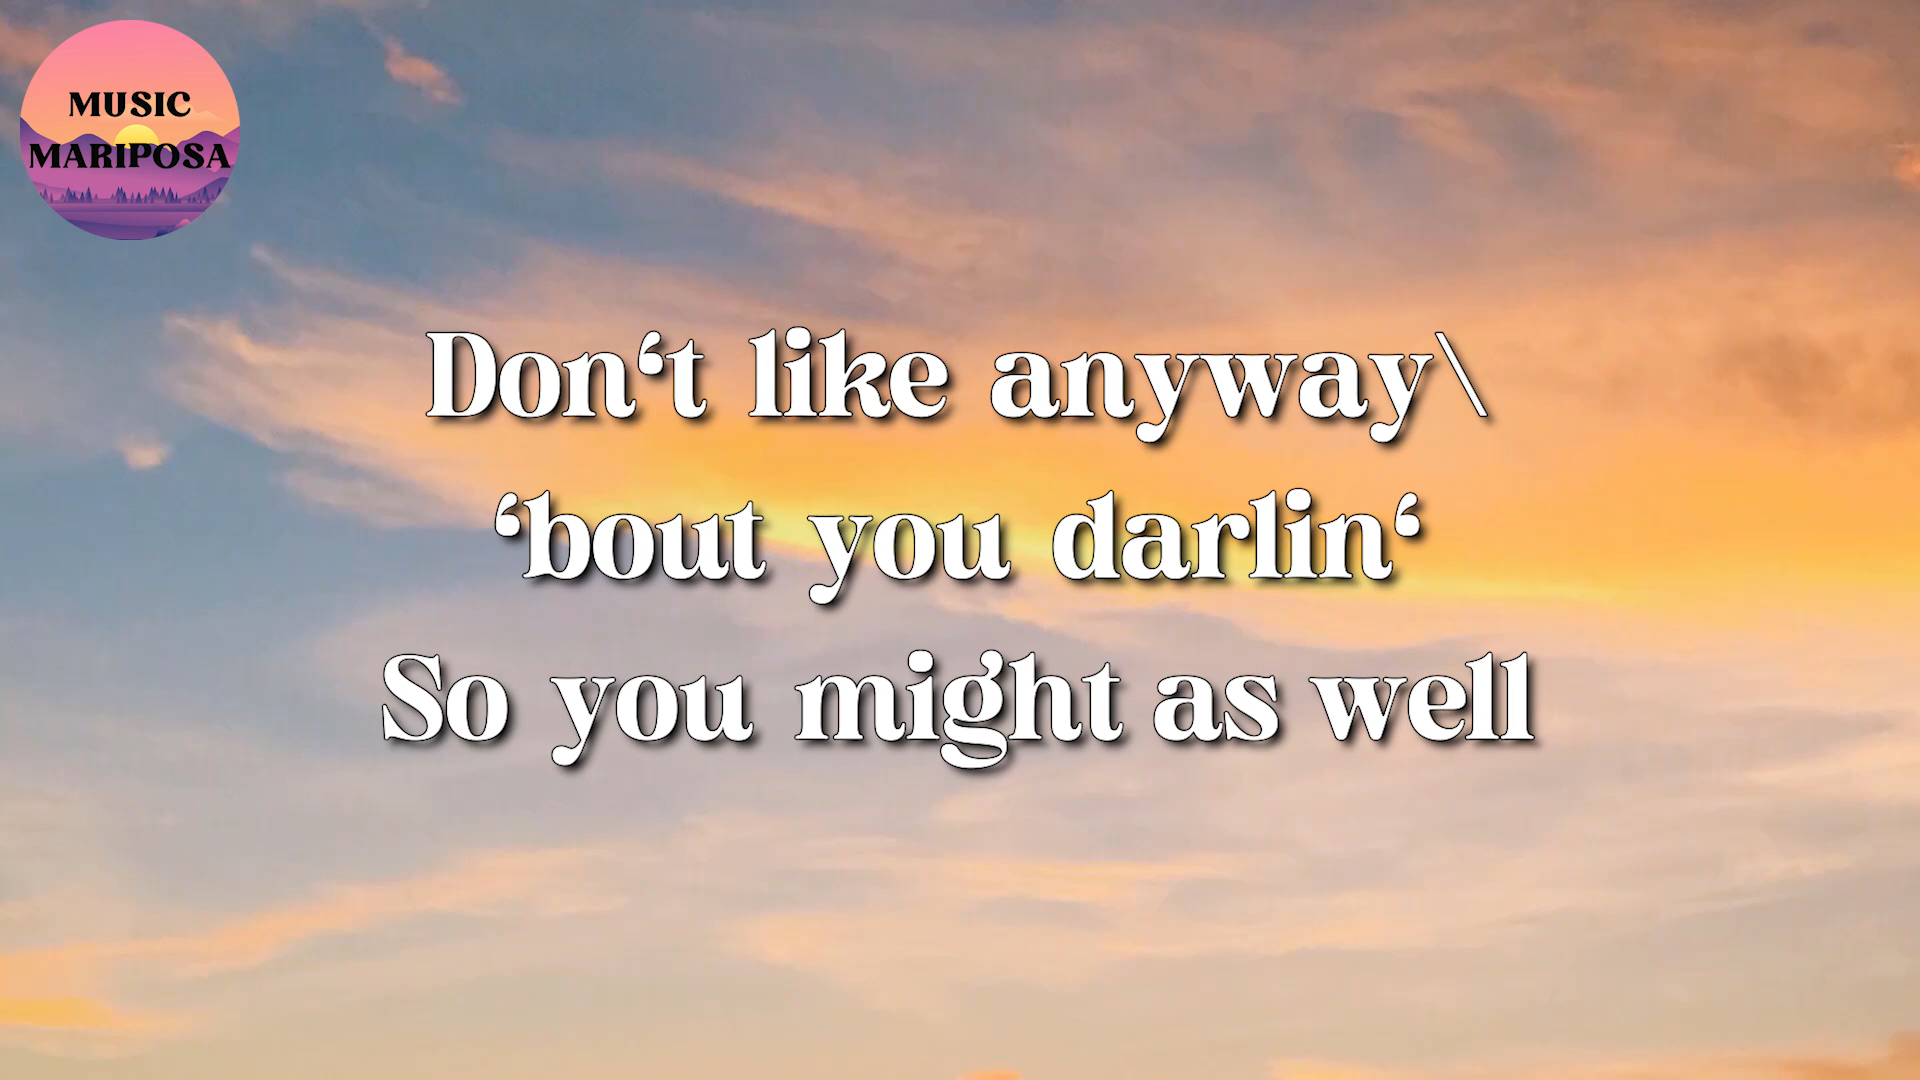 MUSIC
MARIPOSA
Don‘t like anyway\
‘bout you darlin‘
So you might as well